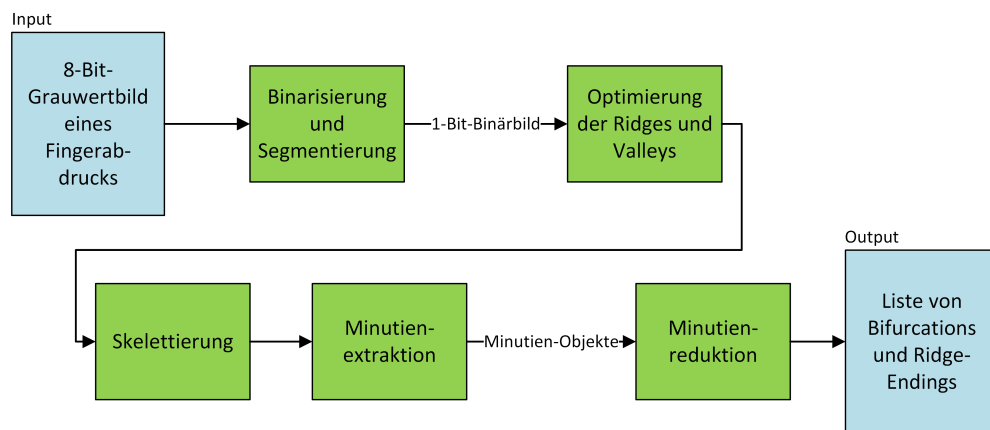 Input
8-Bit-
Grauwertbild
eines
Fingerab-
drucks
Binarisierung
und
Segmentierung
1-Bit-Binärbild
Optimierung
der Ridges und
Valleys
Skelettierung
Minutien-
extraktion
Minutien-Objekte
Minutien-
reduktion
Output
Liste von
Bifurcations
und Ridge-
Endings